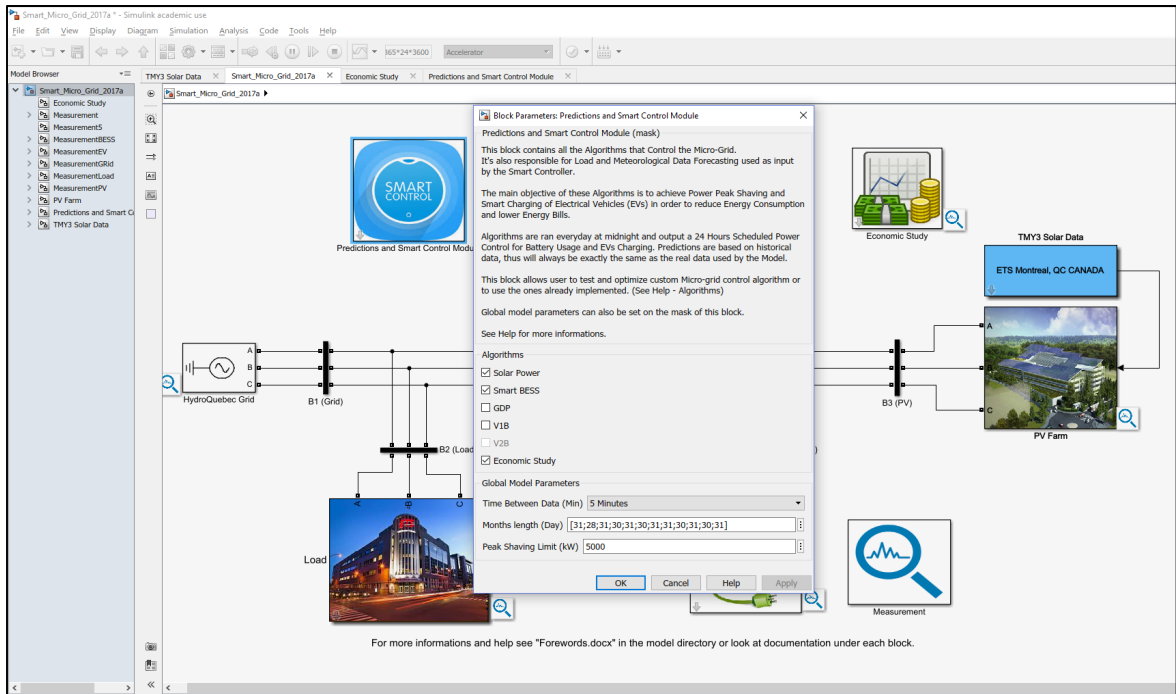 Smart_Micro_Grid_2017a * - Simulink academic use
File Edit View Display Diagram Simulation Analysis Code Tools Help
365*24*3600 Accelerator
Model Browser
TMY3 Solar Data Smart_Micro_Grid_2017a Economic Study Predictions and Smart Control Module
Smart_Micro_Grid_2017a
Economic Study
Measurement
Measurement5
MeasurementBESS
MeasurementEV
MeasurementGRid
MeasurementLoad
MeasurementPV
PV Farm
Predictions and Smart C
TMY3 Solar Data
Smart_Micro_Grid_2017a
SMART
CONTROL
Predictions and Smart Control Modu
Block Parameters: Predictions and Smart Control Module
Predictions and Smart Control Module (mask)
This block contains all the Algorithms that Control the Micro-Grid.
It's also responsible for Load and Meteorological Data Forecasting used as input
by the Smart Controller.
The main objective of these Algorithms is to achieve Power Peak Shaving and
Smart Charging of Electrical Vehicles (EVs) in order to reduce Energy Consumption
and lower Energy Bills.
Algorithms are ran everyday at midnight and output a 24 Hours Scheduled Power
Control for Battery Usage and EVs Charging. Predictions are based on historical
data, thus will always be exactly the same as the real data used by the Model.
This block allows user to test and optimize custom Micro-grid control algorithm or
to use the ones already implemented. (See Help - Algorithms)
Global model parameters can also be set on the mask of this block.
See Help for more informations.
Algorithms
Solar Power
Smart BESS
GDP
V1B
V2B
Economic Study
Global Model Parameters
Time Between Data (Min) 5 Minutes
Months length (Day) [31;28;31;30;31;30;31;31;30;31;30;31]
Peak Shaving Limit (kW) 5000
OK Cancel Help Apply
Economic Study
TMY3 Solar Data
ETS Montreal, QC CANADA
A
B
C
HydroQuebec Grid
B1 (Grid)
B2 (Load
)
B3 (PV)
A
C
PV Farm
A
B
C
Load
Measurement
For more informations and help see "Forewords.docx" in the model directory or look at documentation under each block.